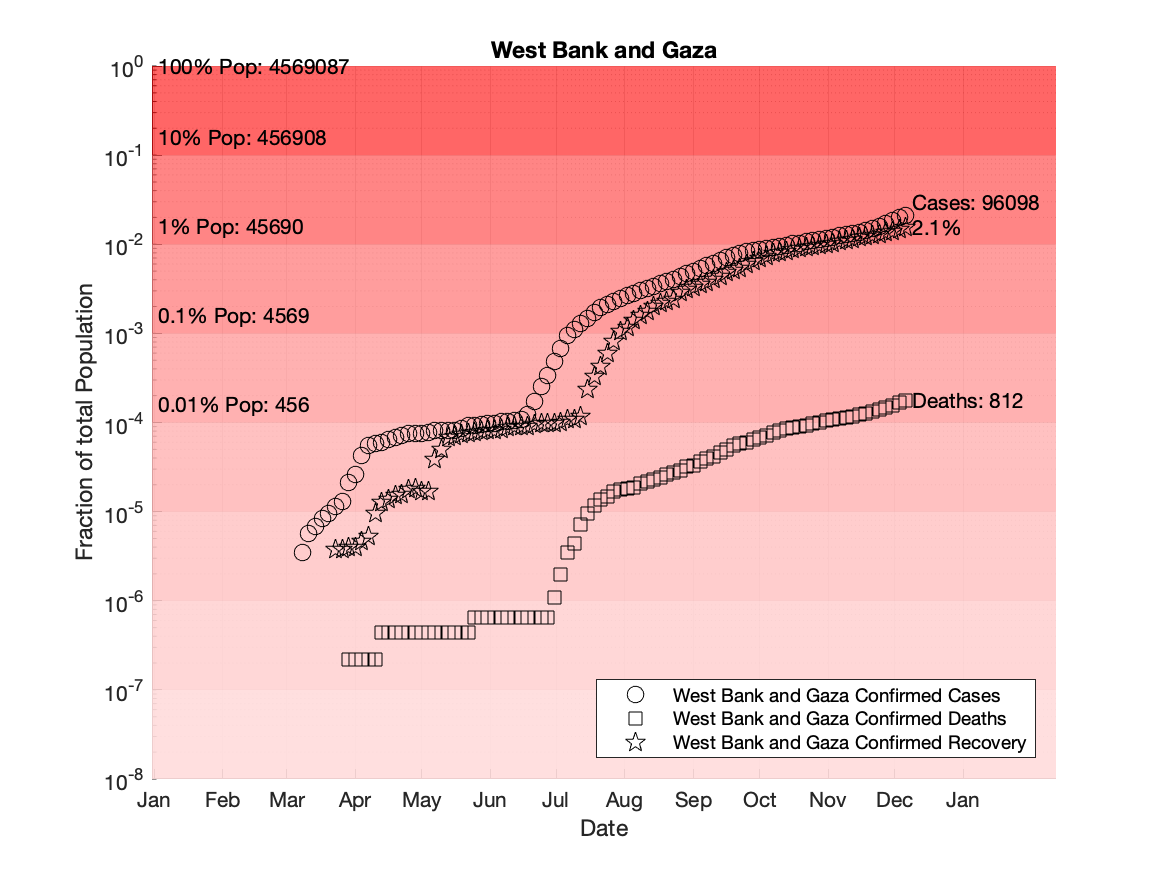 West Bank and Gaza
10^0
100% Pop: 4569087
10% Pop: 456908
10^-1
Cases: 96098
1% Pop: 45690
2.1%
10^-2
0.1% Pop: 4569
10^-3
0.01% Pop: 456
Deaths: 812
10^-4
10^-5
10^-6
10^-7
10^-8
Fraction of total Population
West Bank and Gaza Confirmed Cases
West Bank and Gaza Confirmed Deaths
West Bank and Gaza Confirmed Recovery
Jan Feb Mar Apr May Jun Jul Aug Sep Oct Nov Dec Jan
Date